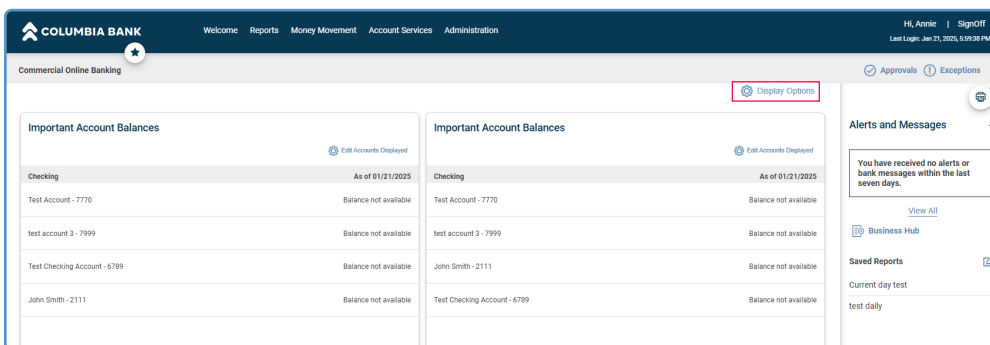 COLUMBIA BANK
Welcome Reports Money Movement Account Services Administration
Hi, Annie | SignOff
Last Login: Jan 21, 2025, 5:59:38 PM
Commercial Online Banking
Approvals Exceptions
Display Options
Important Account Balances
Edit Accounts Displayed
Checking As of 01/21/2025
Test Account - 7770 Balance not available
test account 3 - 7999 Balance not available
Test Checking Account - 6789 Balance not available
John Smith - 2111 Balance not available
Important Account Balances
Edit Accounts Displayed
Checking As of 01/21/2025
Test Account - 7770 Balance not available
test account 3 - 7999 Balance not available
John Smith - 2111 Balance not available
Test Checking Account - 6789 Balance not available
Alerts and Messages
You have received no alerts or
bank messages within the last
seven days.
View All
Business Hub
Saved Reports
Current day test
test daily